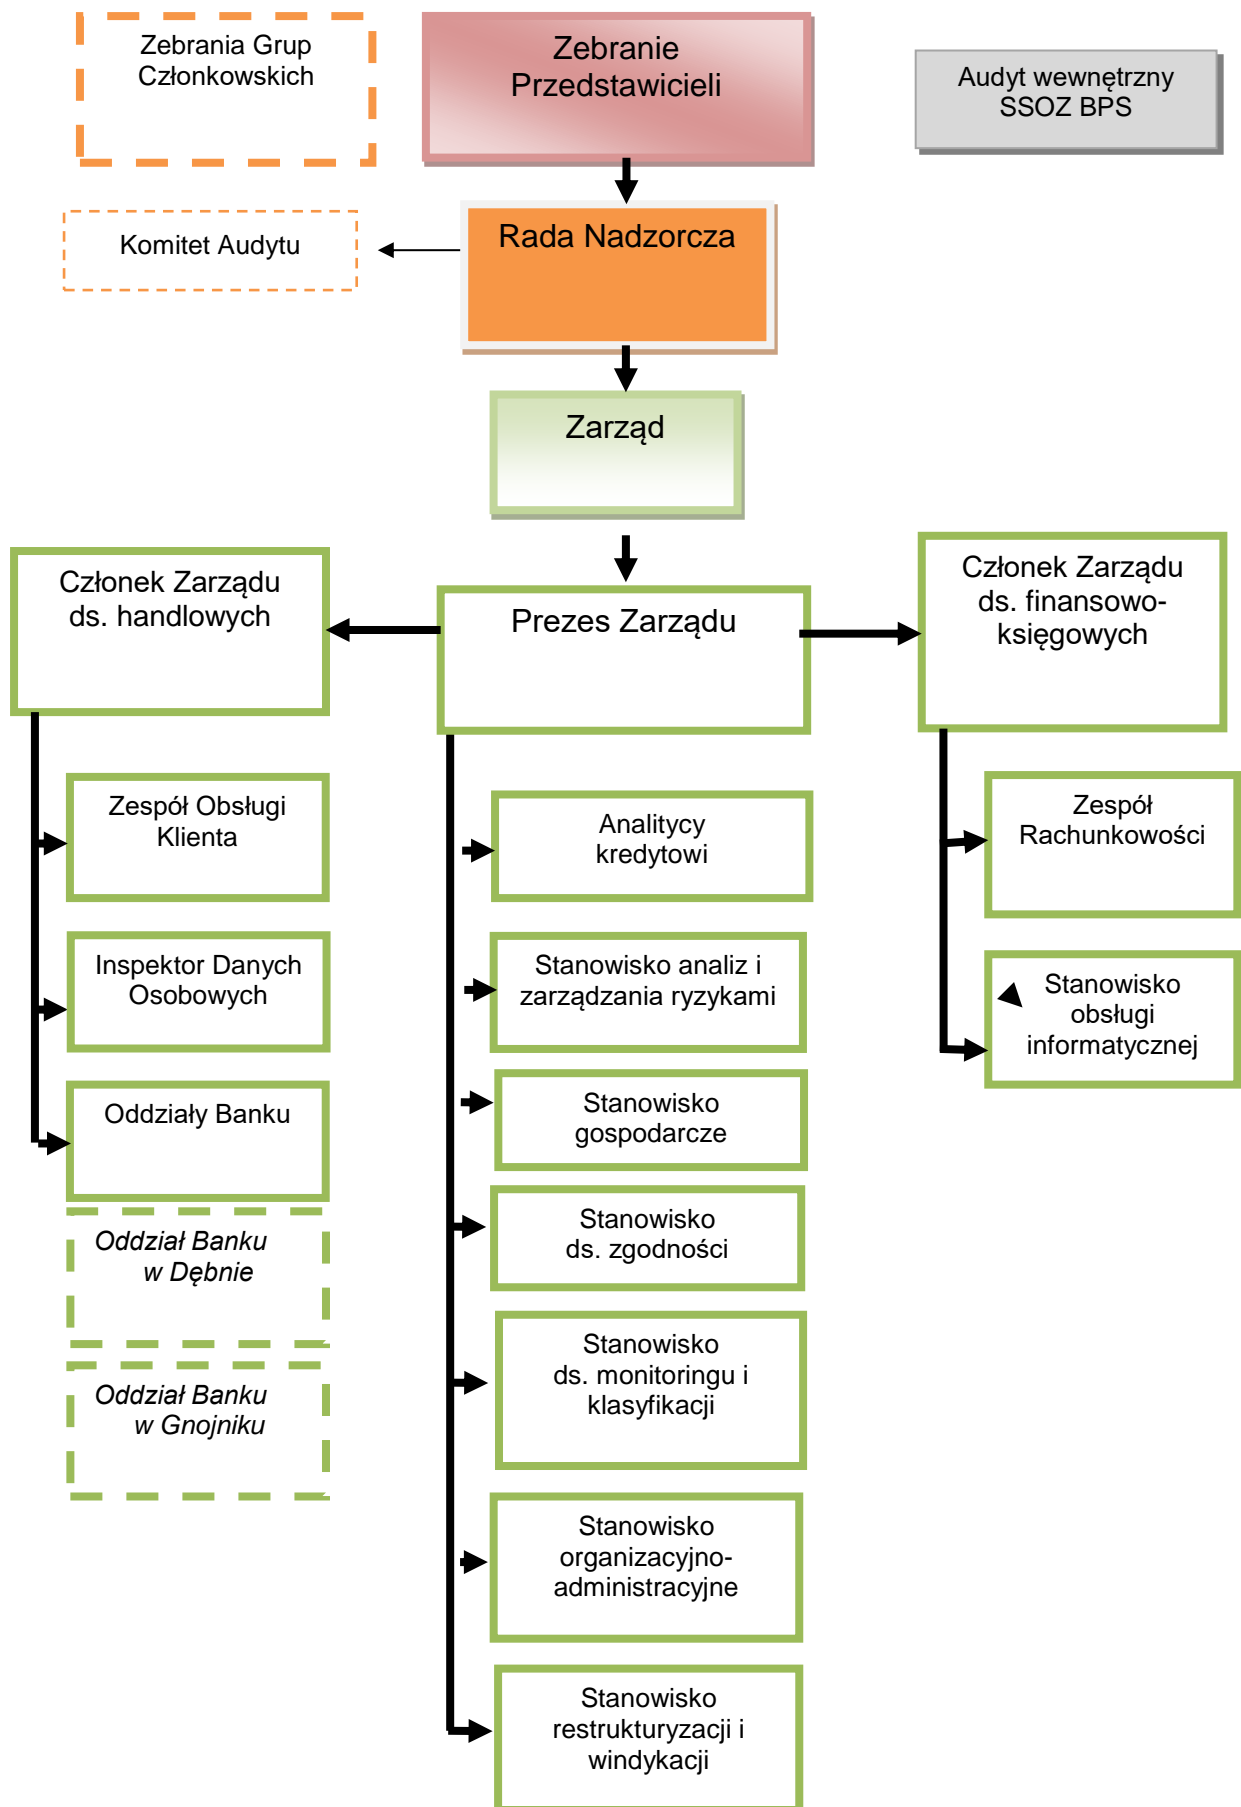 Zebrania Grup
Członkowskich
Zebranie
Przedstawicieli
Audyt wewnętrzny
SSOZ BPS
Komitet Audytu
Rada Nadzorcza
Zarząd
Członek Zarządu
ds. handlowych
Prezes Zarządu
Członek Zarządu
ds. finansowo-
księgowych
Zespół Obsługi
Klienta
Inspektor Danych
Osobowych
Oddziały Banku
Oddział Banku
w Dębnie
Oddział Banku
w Gnojniku
Analitycy
kredytowi
Stanowisko analiz i
zarządzania ryzykami
Stanowisko
gospodarcze
Stanowisko
ds. zgodności
Stanowisko
ds. monitoringu i
klasyfikacji
Stanowisko
organizacyjno-
administracyjne
Stanowisko
restrukturyzacji i
windykacji
Zespół
Rachunkowości
Stanowisko
obsługi
informatycznej